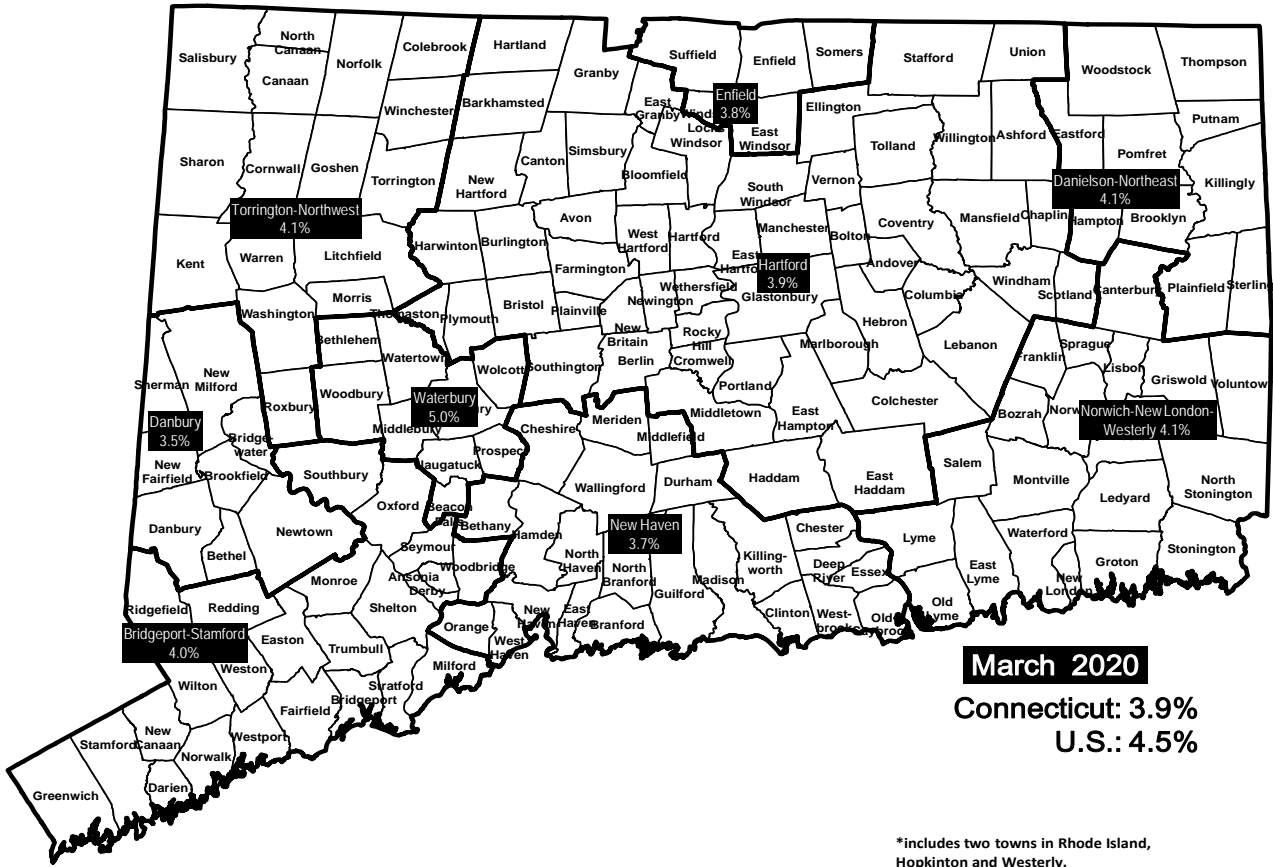 North
Canaan
Colebrook
Hartland
Suffield
Enfield
Somers
Stafford
Union
Salisbury
Norfolk
Granby
Woodstock
Thompson
Canaan
Winchester
Barkhamsted
East
Granby
Enfield
3.8%
Ellington
Putnam
Locks
Windsor
East
Windsor
Willington
Ashford
Eastford
Sharon
Cornwall
Goshen
Torrington
Canton
Simsbury
Bloomfield
Tolland
Pomfret
New
Hartford
South
Windsor
Vernon
Danielson-Northeast
4.1%
Killingly
Torrington-Northwest
4.1%
Avon
Manchester
Coventry
Mansfield
Chaplin
Hampton
Brooklyn
Kent
Warren
Litchfield
Harwinton
Burlington
West
Hartford
Hartford
Bolton
Farmington
East
Hartford
Hartford
3.9%
Andover
Windham
Morris
Wethersfield
Newington
Glastonbury
Columbia
Scotland
Canterbury
Plainfield
Sterling
Washington
Thomaston
Plymouth
Bristol
Plainville
New
Britain
Rocky
Hill
Hebron
Bethlehem
Watertown
Berlin
Cromwell
Marlborough
Lebanon
Franklin
Sprague
Lisbon
Sherman
New
Milford
Roxbury
Woodbury
Wolcott
Southington
Portland
Griswold
Voluntown
Waterbury
5.0%
Middlebury
Colchester
Bozrah
Norwich-New London-
Westerly 4.1%
Danbury
3.5%
Bridge-
water
Cheshire
Meriden
Middlefield
Middletown
East
Hampton
New
Fairfield
Brookfield
Southbury
Naugatuck
Prospect
Wallingford
Durham
Haddam
East
Haddam
Salem
Montville
North
Stonington
Danbury
Newtown
Oxford
Beacon
Falls
Bethany
Hamden
New Haven
3.7%
Chester
Lyme
Waterford
Ledyard
Bethel
Seymour
Woodbridge
North
Haven
North
Branford
Killing-
worth
Deep
River
Essex
East
Lyme
Groton
Stonington
Monroe
Ansonia
Derby
Guilford
Madison
New
London
Ridgefield
Redding
Shelton
Orange
New
Haven
East
Haven
Branford
Clinton
West-
brook
Old
Saybrook
Old
Lyme
Bridgeport-Stamford
4.0%
Easton
Trumbull
West
Haven
Weston
Milford
Wilton
Stratford
Bridgeport
Fairfield
New
Canaan
Stamford
Westport
Norwalk
Darien
Greenwich
March 2020
Connecticut: 3.9%
U.S.: 4.5%
*includes two towns in Rhode Island,
Hopkinton and Westerly.